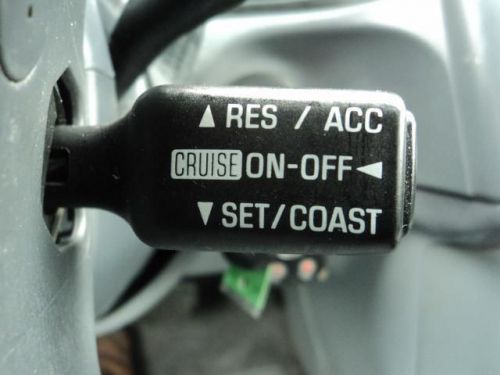 ▲ RES / ACC
CRUISE ON-OFF ◄
▼ SET/COAST